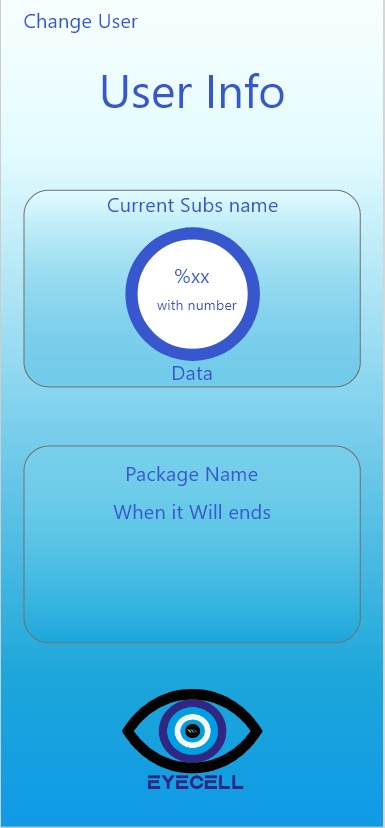 Change User
User Info
Current Subs name
%xx
with number
Data
Package Name
When it Will ends
EYECELL